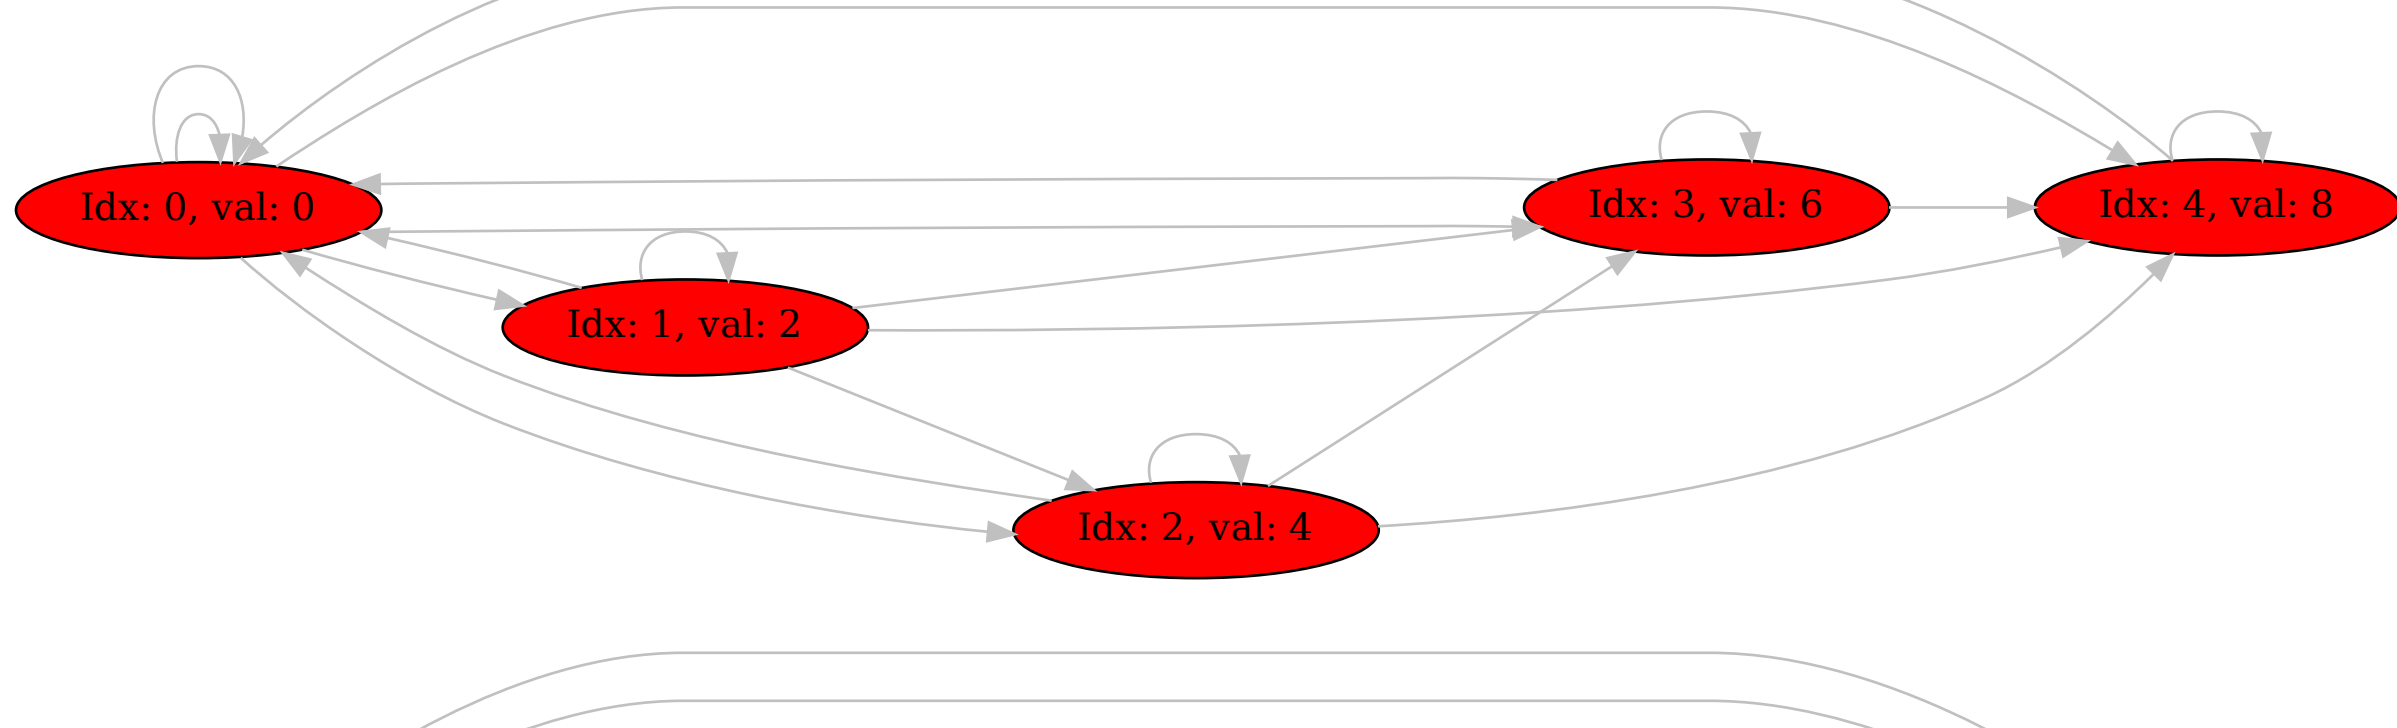 Idx: 0, val: 0
Idx: 3, val: 6
Idx: 4, val: 8
Idx: 1, val: 2
Idx: 2, val: 4